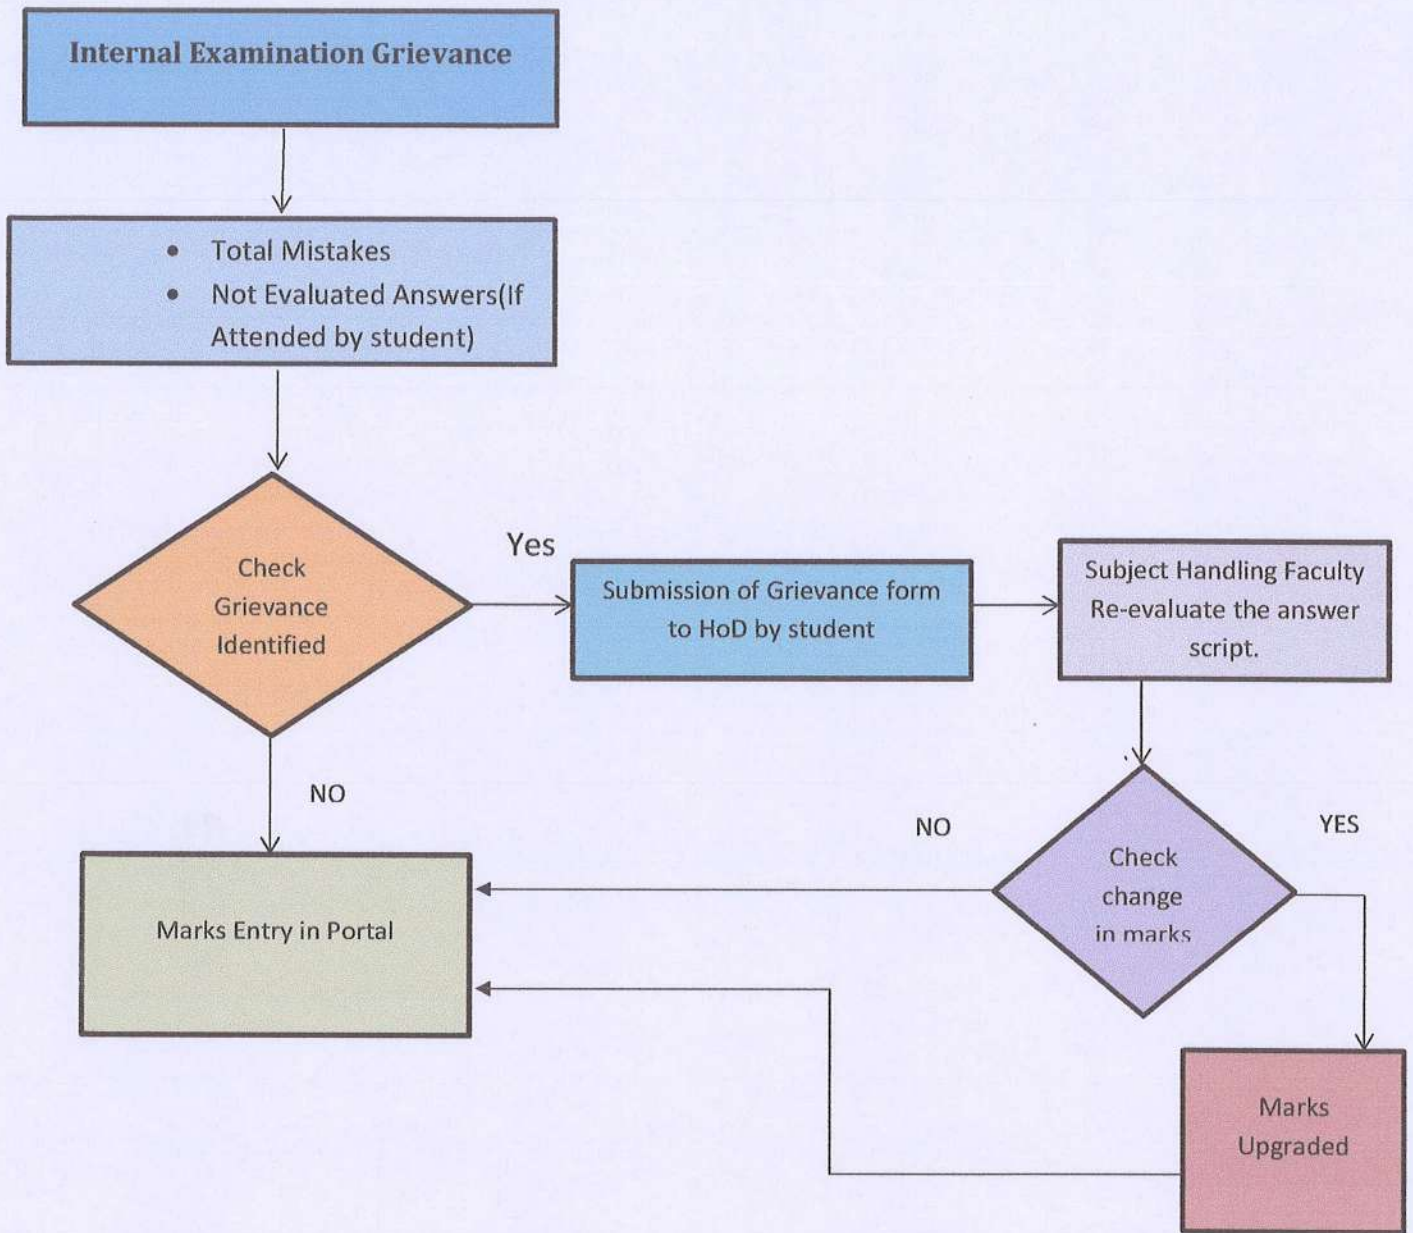 Internal Examination Grievance
• Total Mistakes
• Not Evaluated Answers(If
Attended by student)
Check
Grievance
Identified
Yes
Submission of Grievance form
to HoD by student
Subject Handling Faculty
Re-evaluate the answer
script.
NO
Marks Entry in Portal
NO
Check
change
in marks
YES
Marks
Upgraded